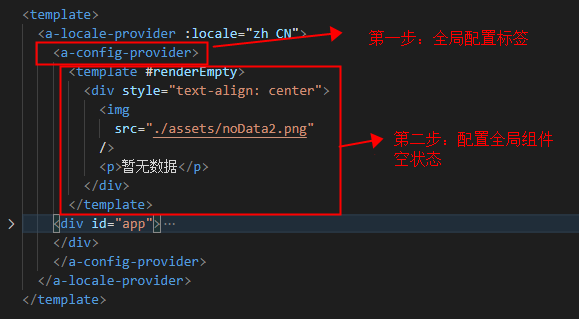 <template>
<a-locale-provider :locale="zh_CN">
<a-config-provider>
第一步：全局配置标签
<template #renderEmpty>
<div style="text-align: center">
<img
src="./assets/noData2.png"
/>
第二步：配置全局组件
空状态
<p>暂无数据</p>
</div>
</template>
<div id="app">…
</div>
</a-config-provider>
</a-locale-provider>
</template>